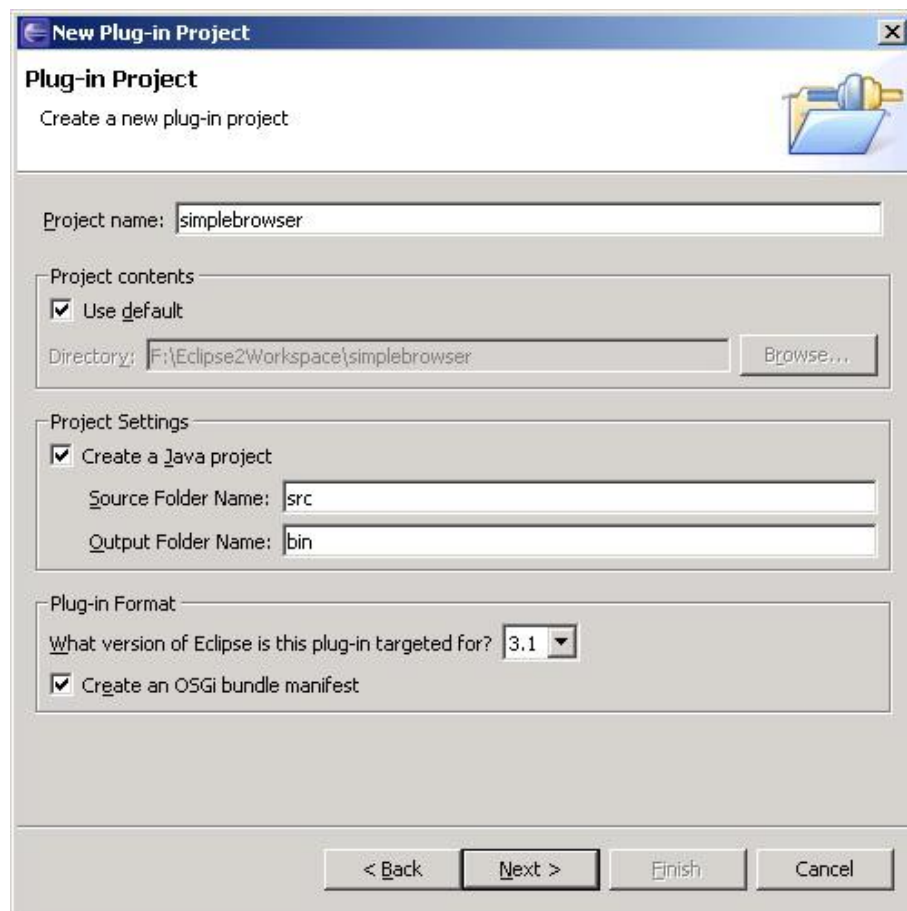 New Plug-in Project
Plug-in Project
Create a new plug-in project
Project name: simplebrowser
Project contents
Use default
Directory: F:\Eclipse2Workspace\simplebrowser Browse...
Project Settings
Create a Java project
Source Folder Name: src
Output Folder Name: bin
Plug-in Format
What version of Eclipse is this plug-in targeted for? 3.1
Create an OSGi bundle manifest
< Back Next > Finish Cancel